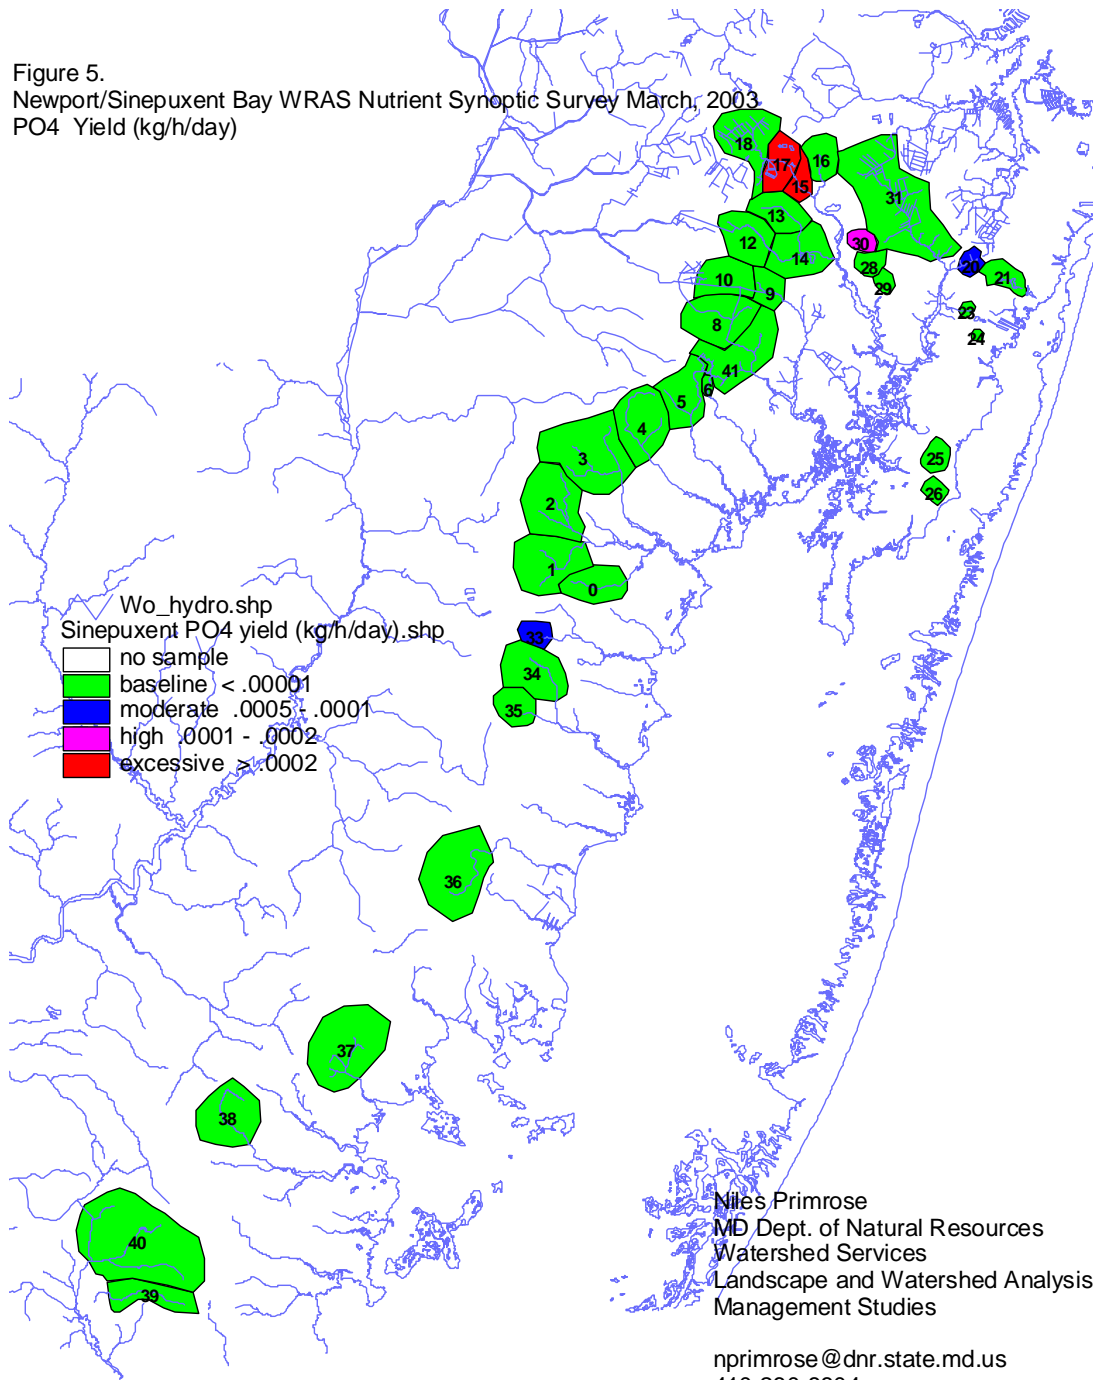 Figure 5.
Newport/Sinepuxent Bay WRAS Nutrient Synoptic Survey March, 2003
PO4 Yield (kg/h/day)
18
17
16
15
31
13
12
14
30
28
29
20
21
23
24
10
9
8
41
6
5
4
3
2
1
0
25
26
33
34
35
Wo_hydro.shp
Sinepuxent PO4 yield (kg/h/day).shp
no sample
baseline < .00001
moderate .0005 - .0001
high .0001 - .0002
excessive > .0002
36
37
38
40
39
Niles Primrose
MD Dept. of Natural Resources
Watershed Services
Landscape and Watershed Analysis
Management Studies
nprimrose@dnr.state.md.us